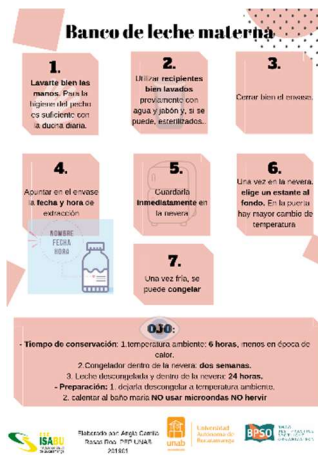 Banco de leche materna
1.
Lavarte bien las
manos. Para la
higiene del pecho
es suficiente con
la ducha diaria.
2.
Utilizar recipientes
bien lavados
previamente con
agua y jabón y, si se
puede, esterilizados.
3.
Cerrar bien el envase.
4.
Apuntar en el envase
la fecha y hora de
extracción
NOMBRE
FECHA
HORA
5.
Guardarla
inmediatamente en
la nevera
6.
Una vez en la nevera,
elige un estante al
fondo. En la puerta
hay mayor cambio de
temperatura
7.
Una vez fría, se
puede congelar
OJO:
- Tiempo de conservación: 1.temperatura ambiente: 6 horas, menos en época de
calor.
2.Congelador dentro de la nevera: dos semanas.
3. Leche descongelada y dentro de la nevera: 24 horas.
- Preparación: 1. dejarla descongelar a temperatura ambiente.
2. calentar al baño maría NO usar microondas NO hervir
ISABU
Elaborado por: Angie Camila
UNAB
unab
Universidad
Autónoma de
Bucaramanga
BPSO